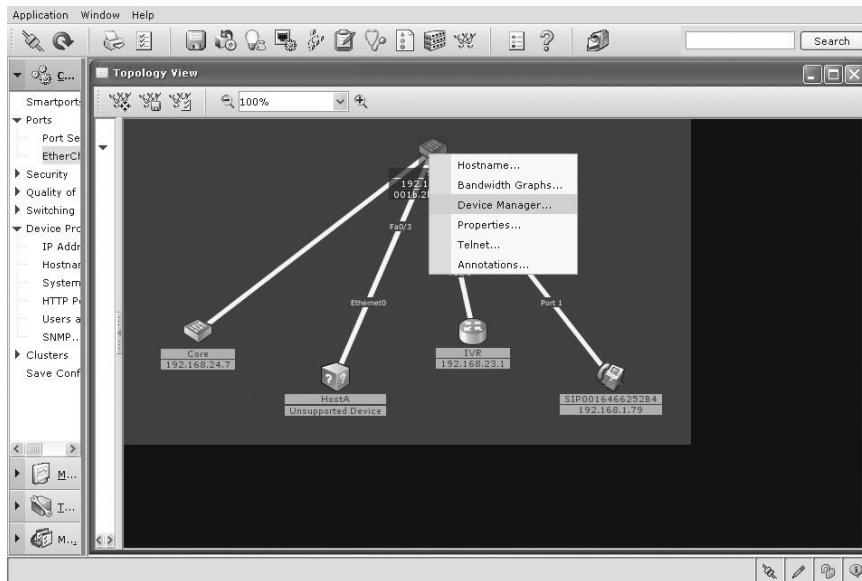 Application Window Help
Search
C...
Topology View
Smartports
100%
Ports
Port Se
EtherCh
Security
Quality of
Switching
Device Pro
IP Addr
Hostnam
System
HTTP Po
Users a
SNMP...
Clusters
Save Conf
M...
I...
M...
192.1
0016.2
Hostname...
Bandwidth Graphs...
Device Manager...
Properties...
Telnet...
Annotations...
Fa0/3
Ethernet0
Port 1
Core
192.168.24.7
IVR
192.168.23.1
HostA
Unsupported Device
SIP0016466252B4
192.168.1.79